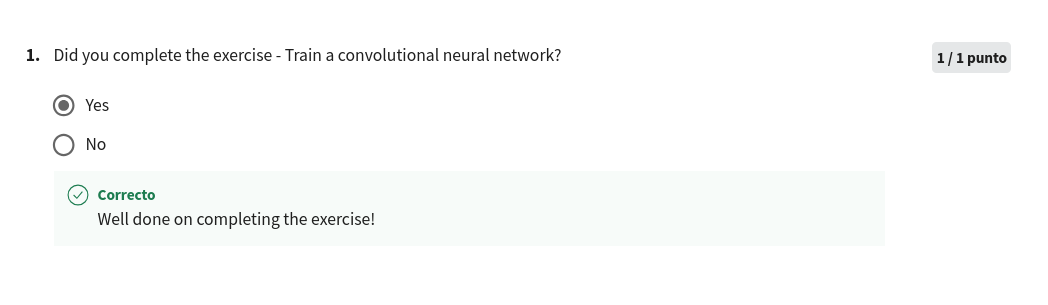 1. Did you complete the exercise - Train a convolutional neural network?
1 / 1 punto
Yes
No
Correcto
Well done on completing the exercise!